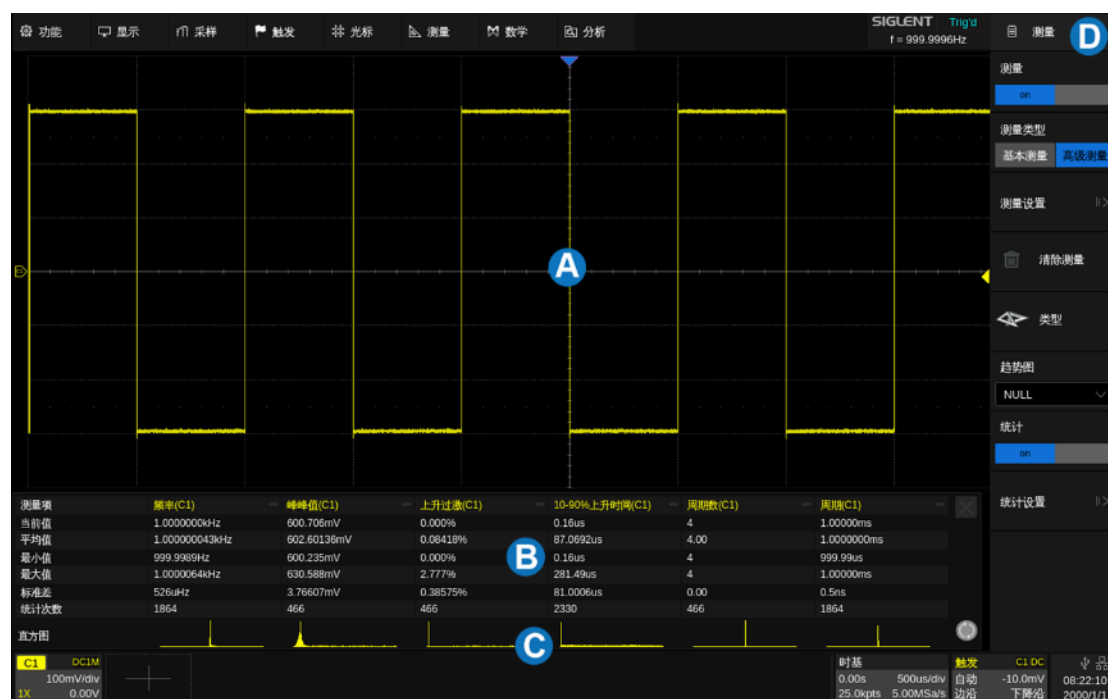 功能 显示 采样 触发 光标 测量 数学 分析
SIGLENT Trig'd
f = 999.9996Hz
测量
D
测量
on
测量类型
基本测量 高级测量
测量设置
清除测量
类型
趋势图
NULL
统计
on
统计设置
A
测量项 频率(C1) 峰峰值(C1) 上升过激(C1) 10-90%上升时间(C1) 周期数(C1) 周期(C1)
当前值 1.0000000kHz 600.706mV 0.000% 0.16us 4 1.00000ms
平均值 1.000000043kHz 602.60136mV 0.08418% 87.0692us 4.00 1.0000000ms
最小值 999.9989Hz 600.235mV 0.000% 0.16us 4 999.99us
最大值 1.0000064kHz 630.588mV 2.777% 281.49us 4 1.00000ms
标准差 526uHz 3.76607mV 0.38575% 81.0006us 0.00 0.5ns
统计次数 1864 466 466 2330 466 1864
B
直方图
C
C1 DC1M
100mV/div
1X 0.00V
时基
0.00s 500us/div
25.0kpts 5.00MSa/s
触发 C1 DC
自动 -10.0mV
边沿 下降沿
08:22:10
2000/1/1